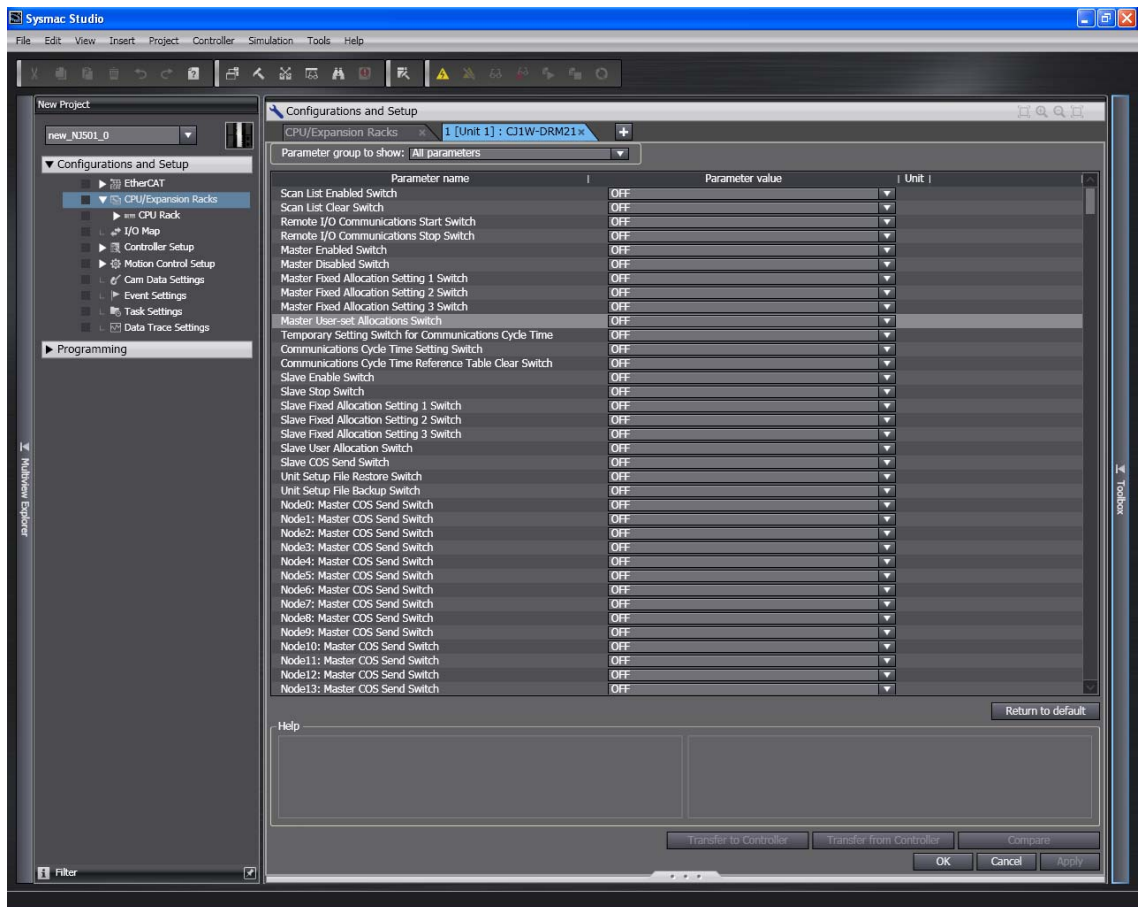 Sysmac Studio
File Edit View Insert Project Controller Simulation Tools Help
New Project
new_NJ501_0
Configurations and Setup
EtherCAT
CPU/Expansion Racks
CPU Rack
I/O Map
Controller Setup
Motion Control Setup
Cam Data Settings
Event Settings
Task Settings
Data Trace Settings
Programming
Filter
Multiview Explorer
Configurations and Setup
CPU/Expansion Racks 1 [Unit 1] : CJ1W-DRM21
Parameter group to show: All parameters
Parameter name Parameter value Unit
Scan List Enabled Switch OFF
Scan List Clear Switch OFF
Remote I/O Communications Start Switch OFF
Remote I/O Communications Stop Switch OFF
Master Enabled Switch OFF
Master Disabled Switch OFF
Master Fixed Allocation Setting 1 Switch OFF
Master Fixed Allocation Setting 2 Switch OFF
Master Fixed Allocation Setting 3 Switch OFF
Master User-set Allocations Switch OFF
Temporary Setting Switch for Communications Cycle Time OFF
Communications Cycle Time Setting Switch OFF
Communications Cycle Time Reference Table Clear Switch OFF
Slave Enable Switch OFF
Slave Stop Switch OFF
Slave Fixed Allocation Setting 1 Switch OFF
Slave Fixed Allocation Setting 2 Switch OFF
Slave Fixed Allocation Setting 3 Switch OFF
Slave User Allocation Switch OFF
Slave COS Send Switch OFF
Unit Setup File Restore Switch OFF
Unit Setup File Backup Switch OFF
Node0: Master COS Send Switch OFF
Node1: Master COS Send Switch OFF
Node2: Master COS Send Switch OFF
Node3: Master COS Send Switch OFF
Node4: Master COS Send Switch OFF
Node5: Master COS Send Switch OFF
Node6: Master COS Send Switch OFF
Node7: Master COS Send Switch OFF
Node8: Master COS Send Switch OFF
Node9: Master COS Send Switch OFF
Node10: Master COS Send Switch OFF
Node11: Master COS Send Switch OFF
Node12: Master COS Send Switch OFF
Node13: Master COS Send Switch OFF
Return to default
Help
Transfer to Controller Transfer from Controller Compare
OK Cancel Apply
Toolbox